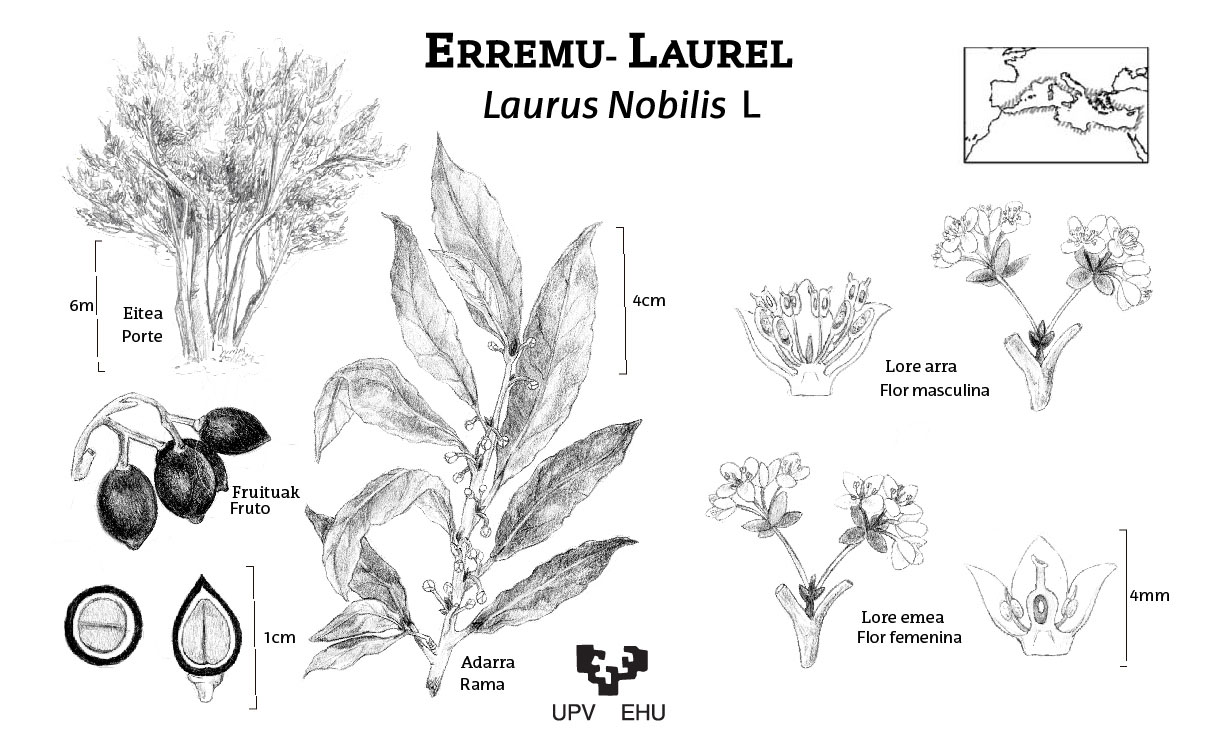 ERREMU- LAUREL
Laurus Nobilis L
6m
Eitea
Porte
4cm
Lore arra
Flor masculina
Fruituak
Fruto
1cm
Adarra
Rama
Lore emea
Flor femenina
4mm
UPV EHU